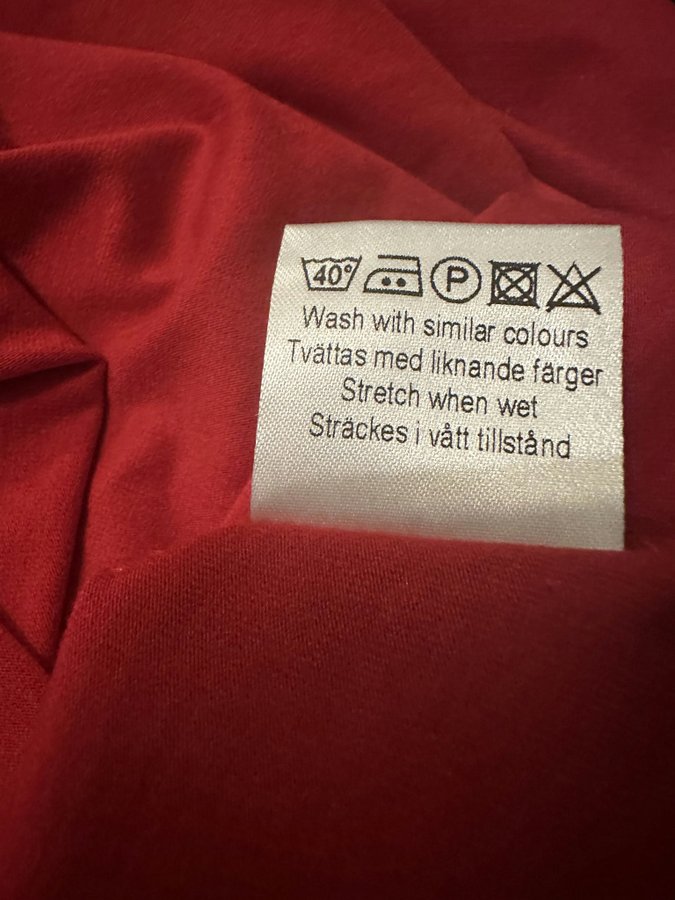 40° P
Wash with similar colours
Tvättas med liknande färger
Stretch when wet
Sträckes i vått tillstånd